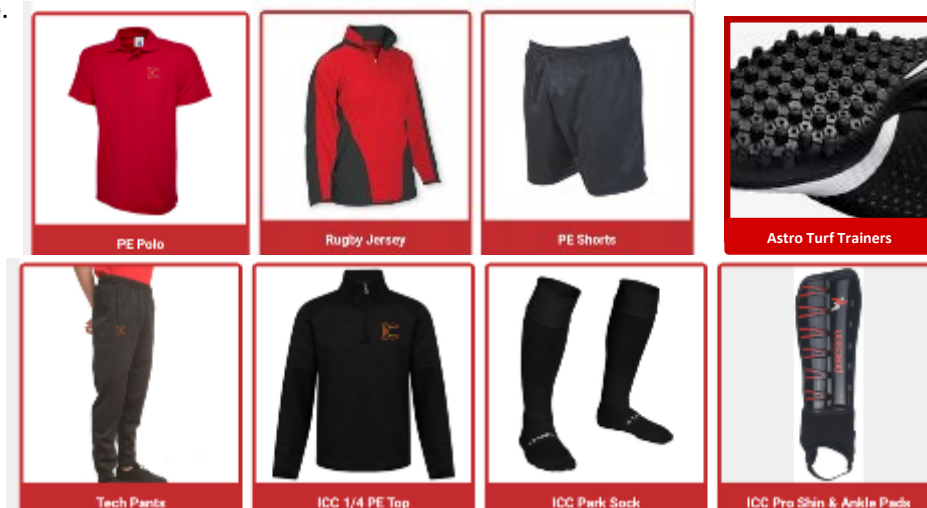 PE Polo
Rugby Jersey
PE Shorts
Astro Turf Trainers
Tech Pants
ICC 1/4 PE Top
ICC Park Sock
ICC Pro Shin & Ankle Pads